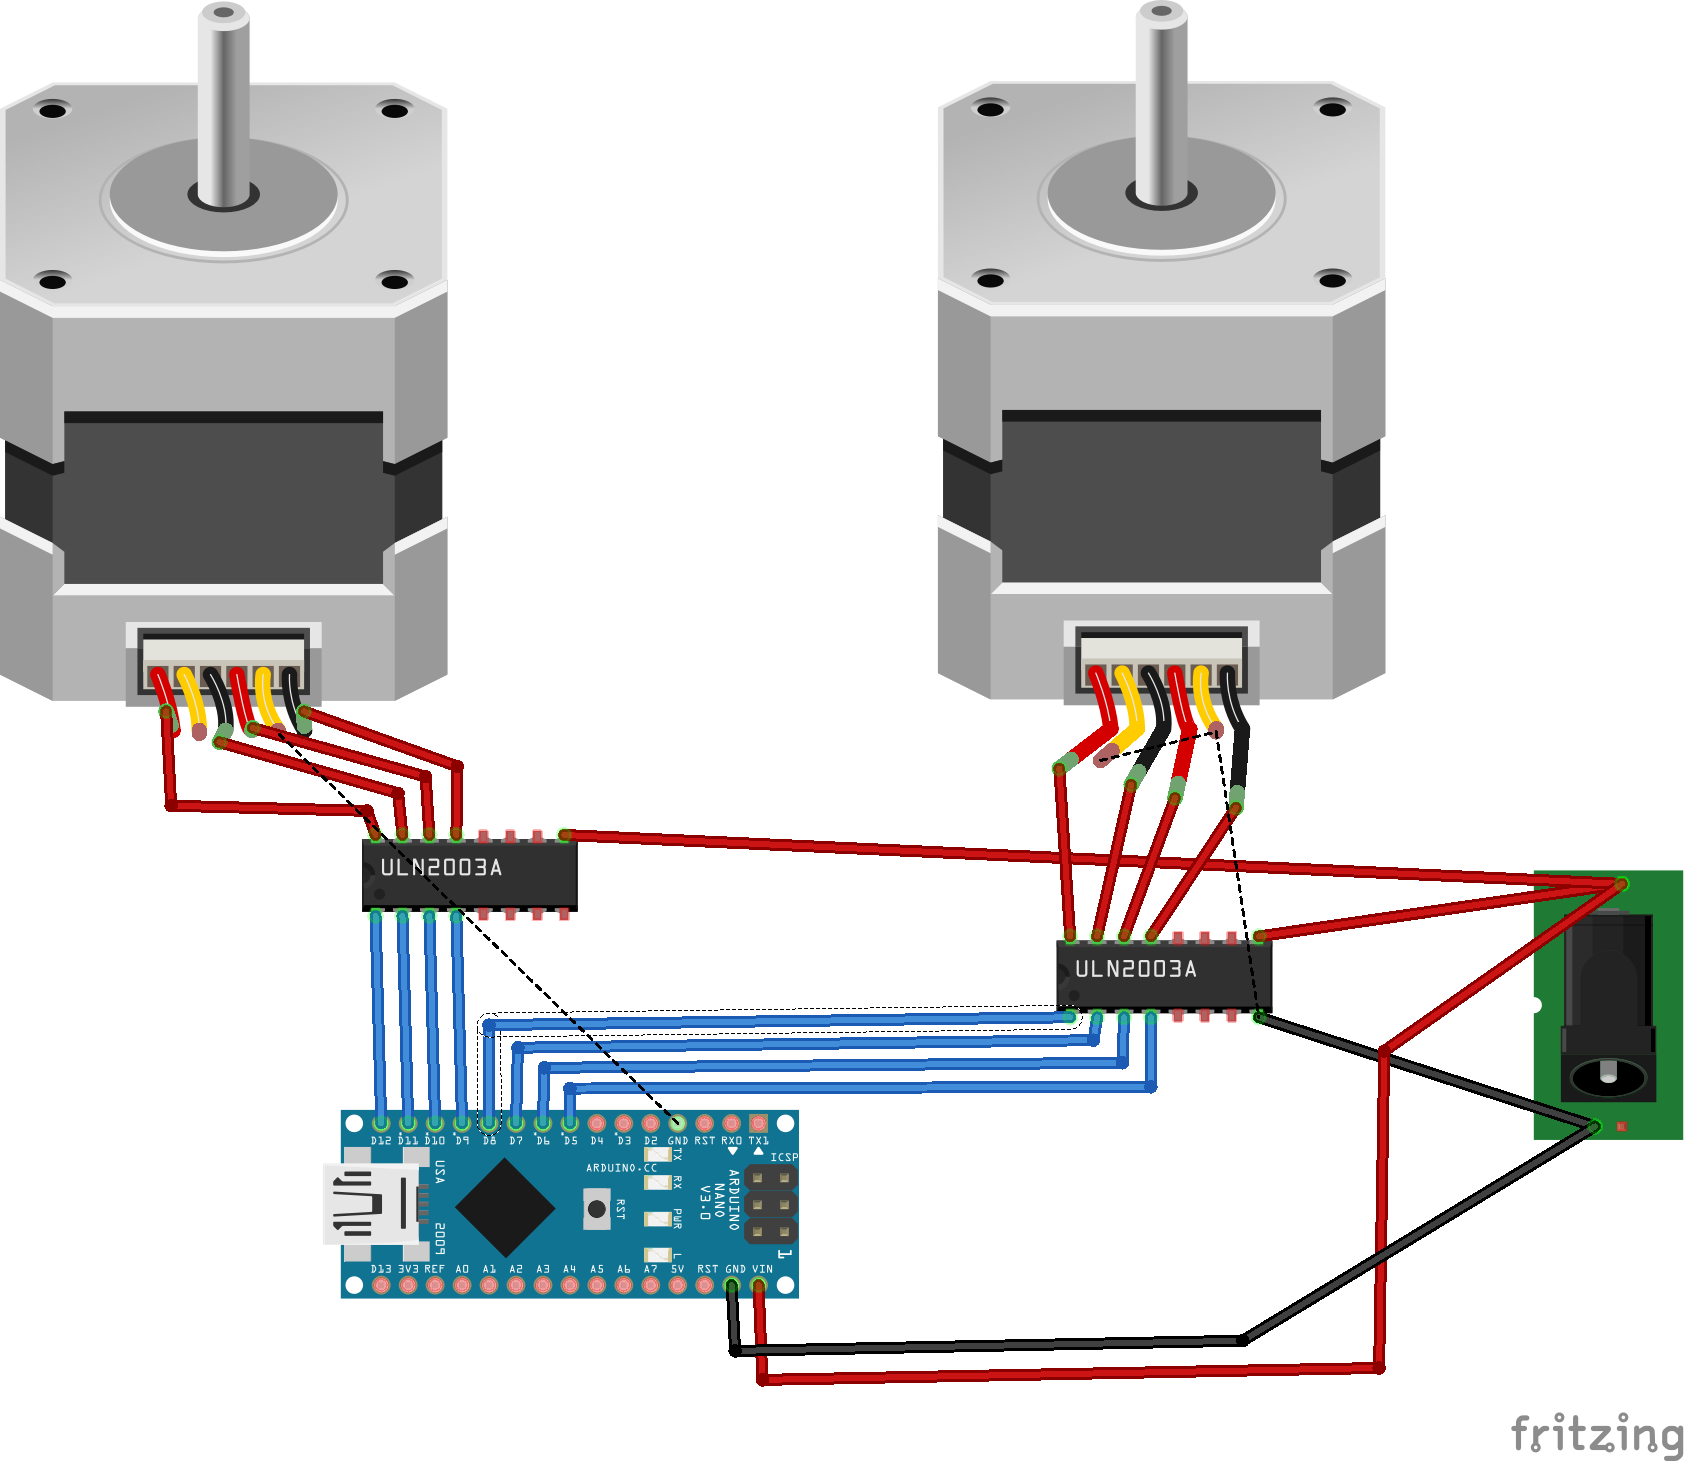 ULN2003A
ULN2003A
D12 D11 D10 D9 D8 D7 D6 D5 D4 D3 D2 GND RST RX0 TX1
ARDUINO.CC
ICSP
TX
RX
PWR
L
RST
ARDUINO
NANO
V3.0
USA
2009
1
D13 3V3 REF A0 A1 A2 A3 A4 A5 A6 A7 5V RST GND VIN
fritzing